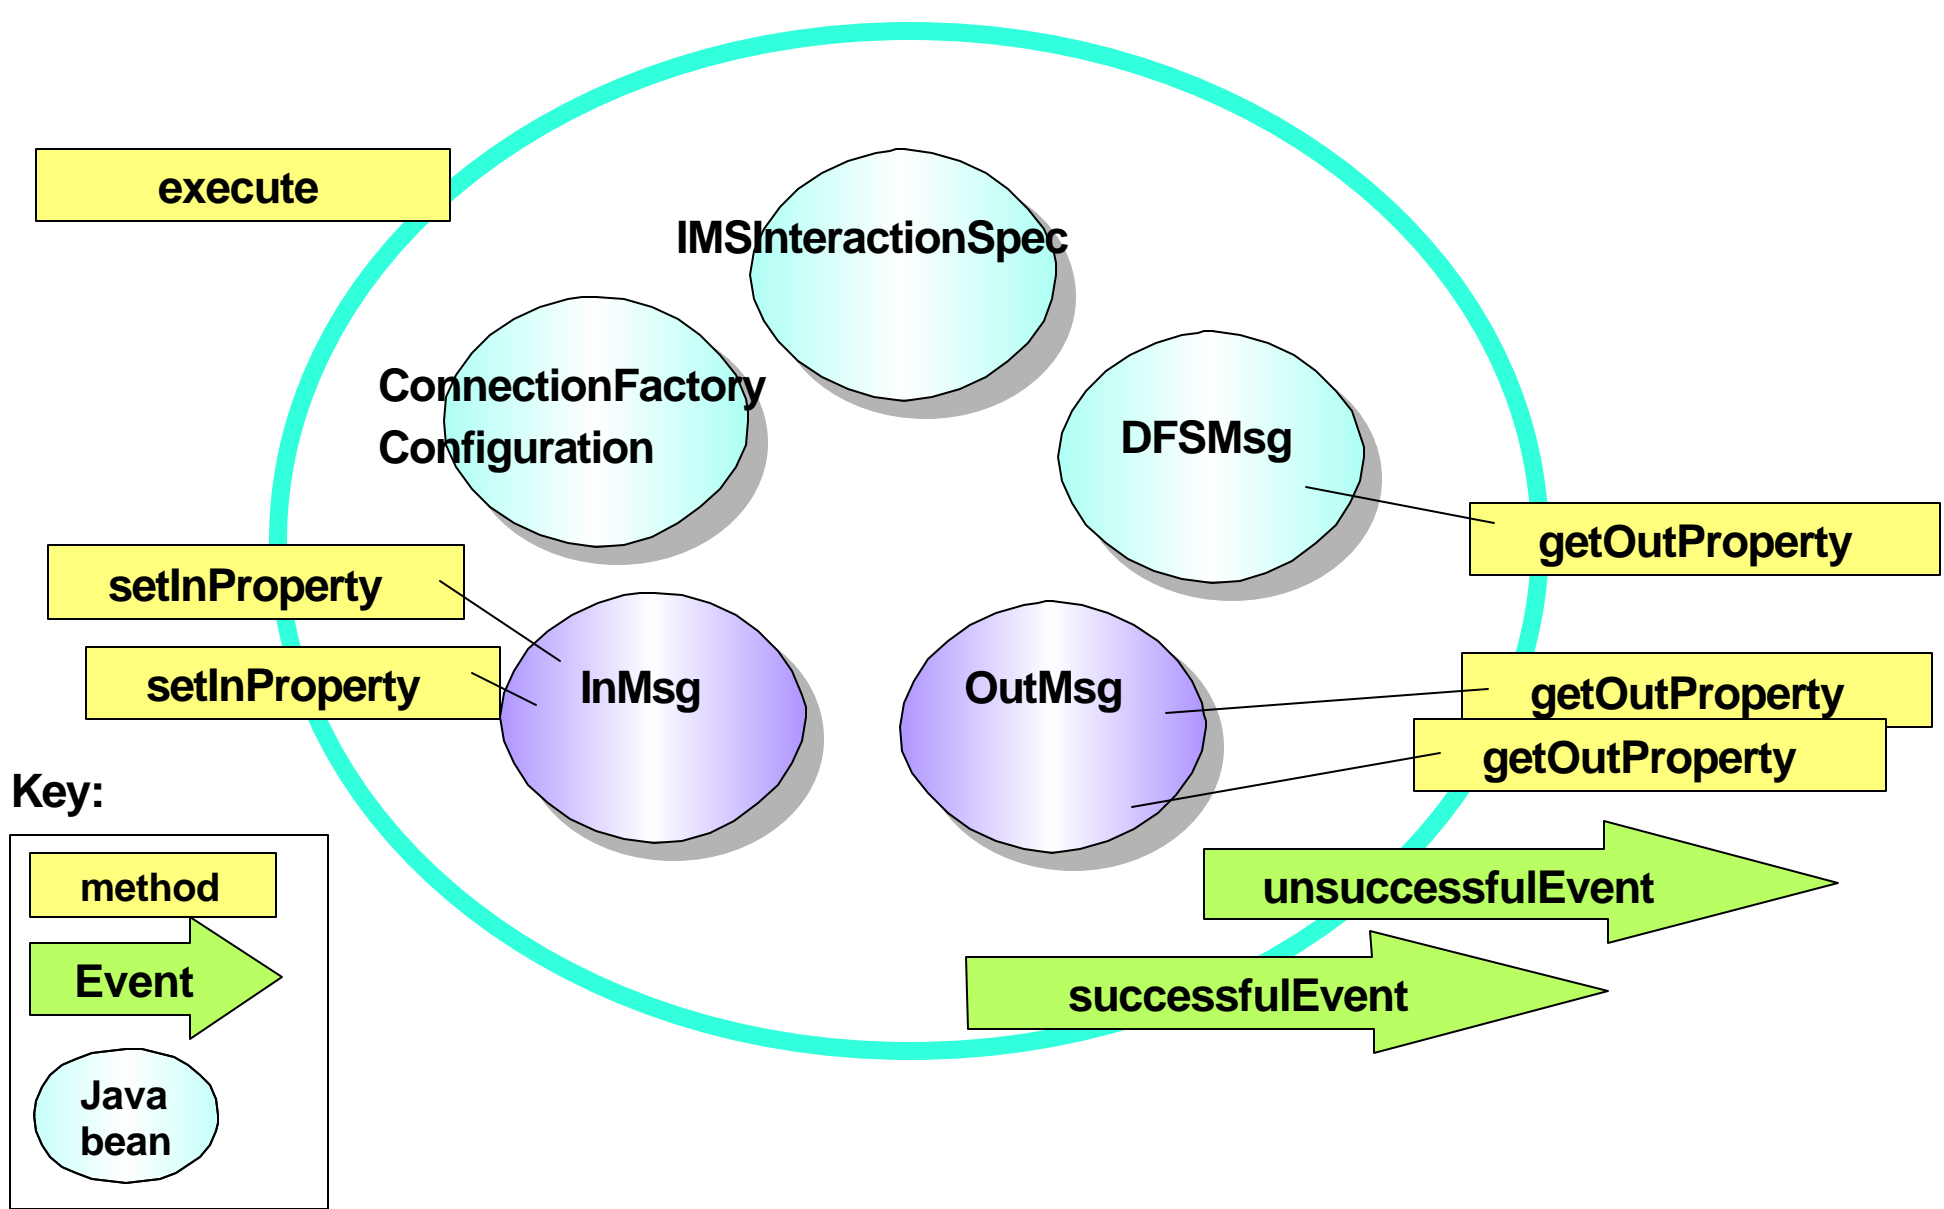 execute
IMSInteractionSpec
ConnectionFactory
Configuration
DFSMsg
getOutProperty
setInProperty
setInProperty
InMsg
OutMsg
getOutProperty
getOutProperty
unsuccessfulEvent
successfulEvent
Key:
method
Event
Java
bean